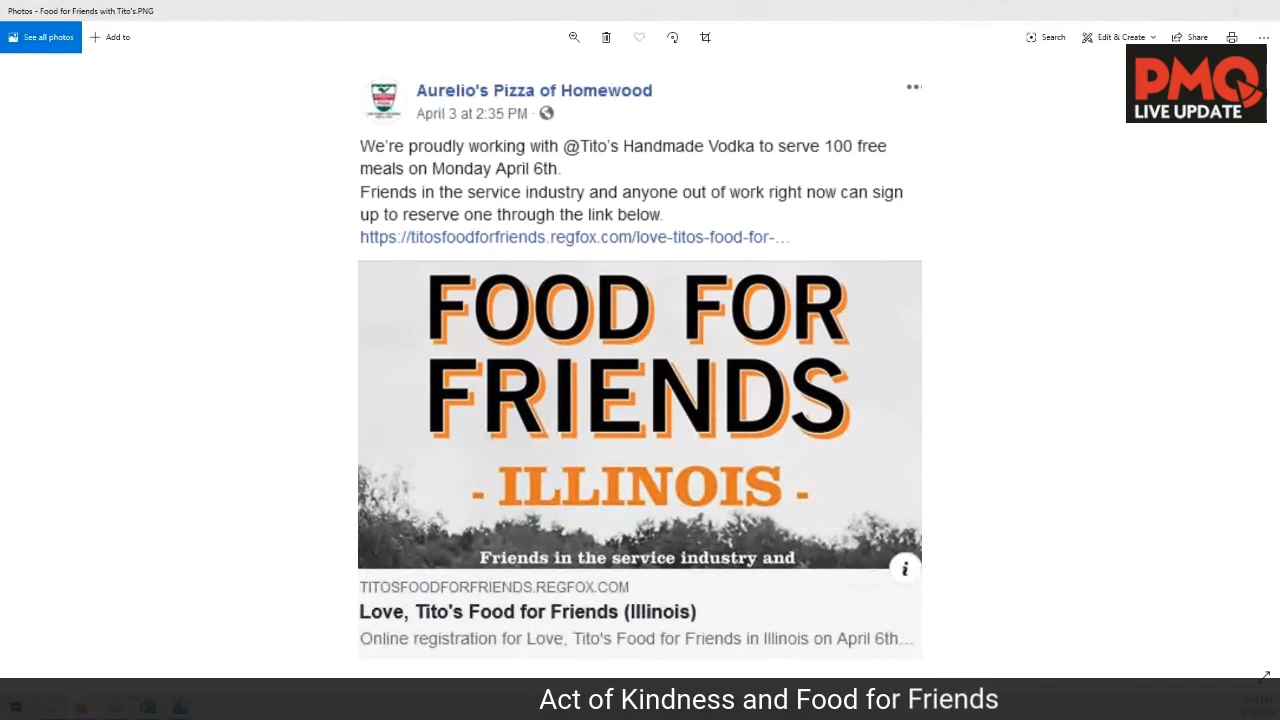 Photos - Food for Friends with Tito's.PNG
See all photos
Add to
Search
Edit & Create
Share
PMQ
LIVE UPDATE
Aurelio's Pizza of Homewood
April 3 at 2:35 PM ·
We're proudly working with @Tito's Handmade Vodka to serve 100 free
meals on Monday April 6th.
Friends in the service industry and anyone out of work right now can sign
up to reserve one through the link below.
https://titosfoodforfriends.regfox.com/love-titos-food-for-…
FOOD FOR
FRIENDS
- ILLINOIS -
Friends in the service industry and
i
TITOSFOODFORFRIENDS.REGFOX.COM
Love, Tito's Food for Friends (Illinois)
Online registration for Love, Tito's Food for Friends in Illinois on April 6th...
Act of Kindness and Food for Friends